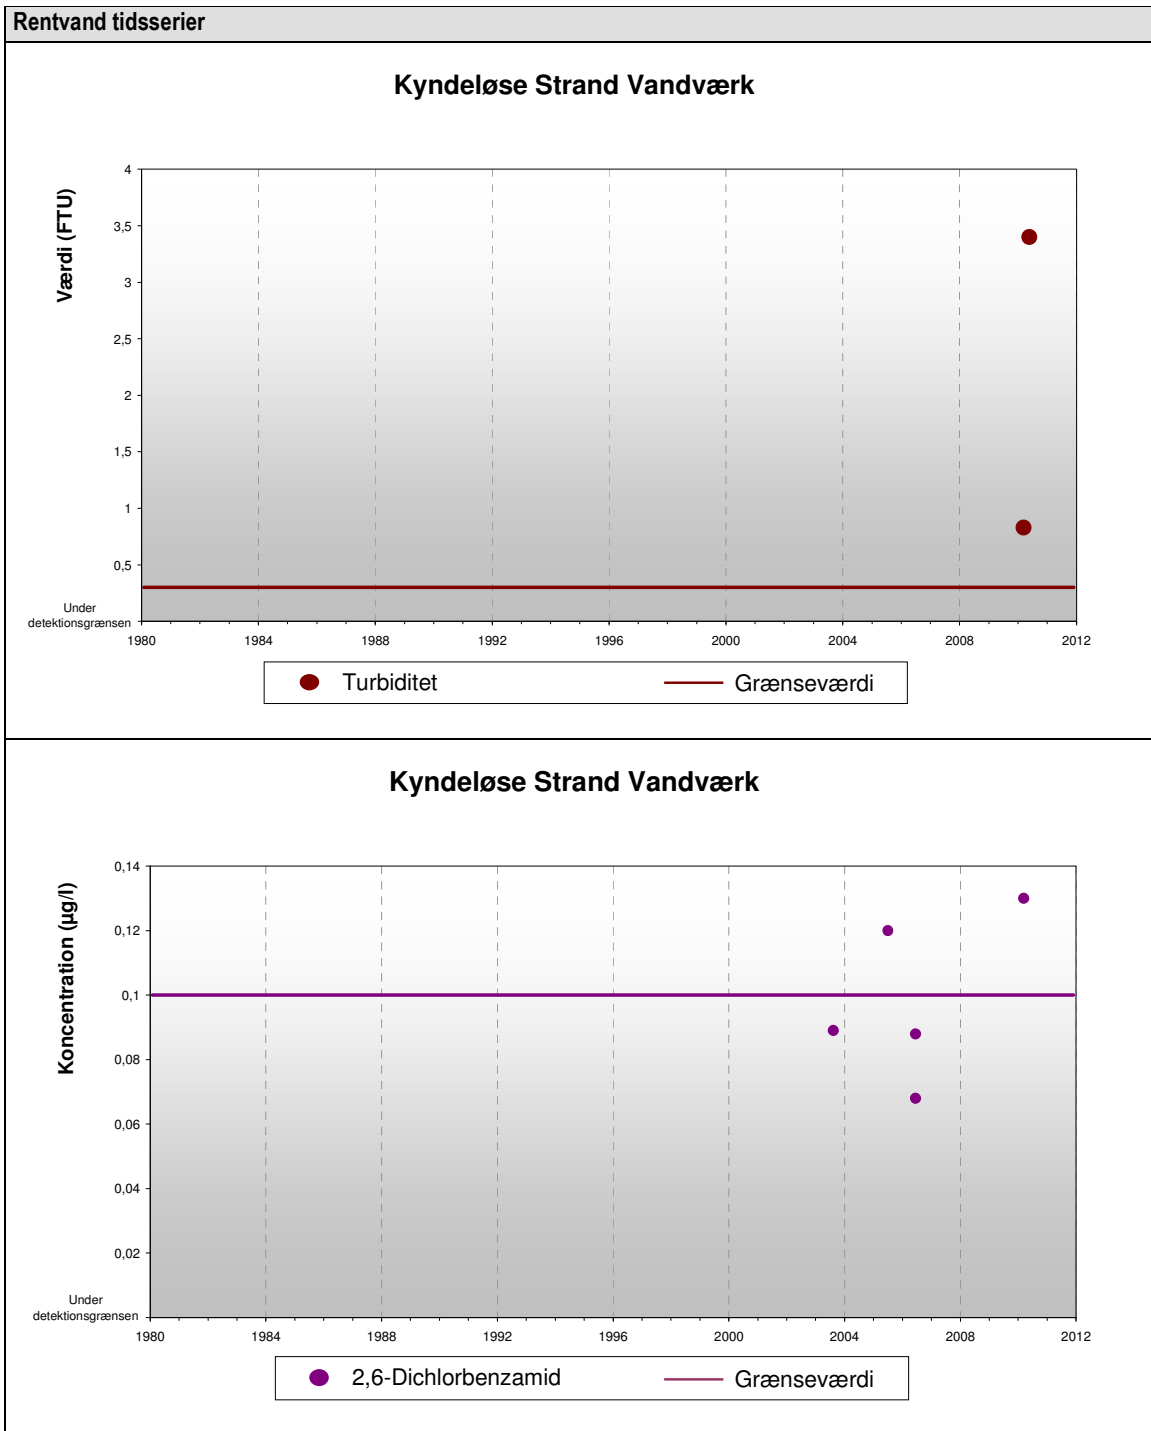 Rentvand tidsserier
Kyndeløse Strand Vandværk
Værdi (FTU)
4
3,5
3
2,5
2
1,5
1
0,5
Under
detektionsgrænsen
1980 1984 1988 1992 1996 2000 2004 2008 2012
Turbiditet Grænseværdi
Kyndeløse Strand Vandværk
Koncentration (µg/l)
0,14
0,12
0,1
0,08
0,06
0,04
0,02
Under
detektionsgrænsen
1980 1984 1988 1992 1996 2000 2004 2008 2012
2,6-Dichlorbenzamid Grænseværdi